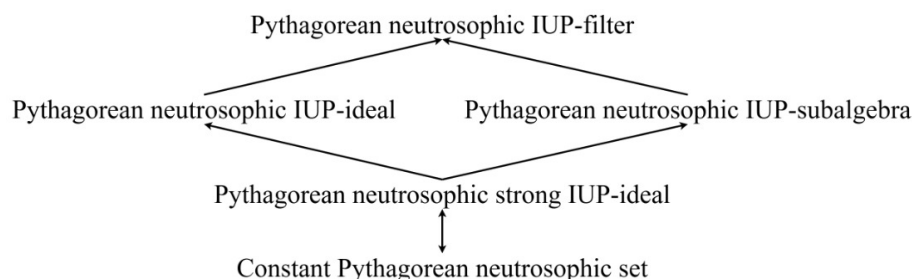 Pythagorean neutrosophic IUP-filter
Pythagorean neutrosophic IUP-ideal
Pythagorean neutrosophic IUP-subalgebra
Pythagorean neutrosophic strong IUP-ideal
Constant Pythagorean neutrosophic set